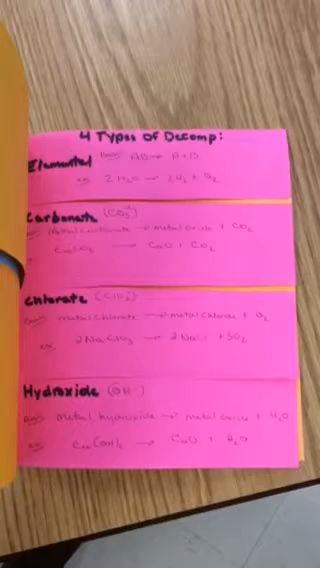 4 Types of Decomp:
Elemental AB → A + B
ex: 2H₂O → 2H₂ + O₂
Carbonate (CO₃²⁻)
metal carbonate → metal oxide + CO₂
CaCO₃ → CaO + CO₂
Chlorate (ClO₃⁻)
metal chlorate → metal chloride + O₂
ex: 2NaClO₃ → 2NaCl + 3O₂
Hydroxide (OH⁻)
metal hydroxide → metal oxide + H₂O
ex: Ca(OH)₂ → CaO + H₂O